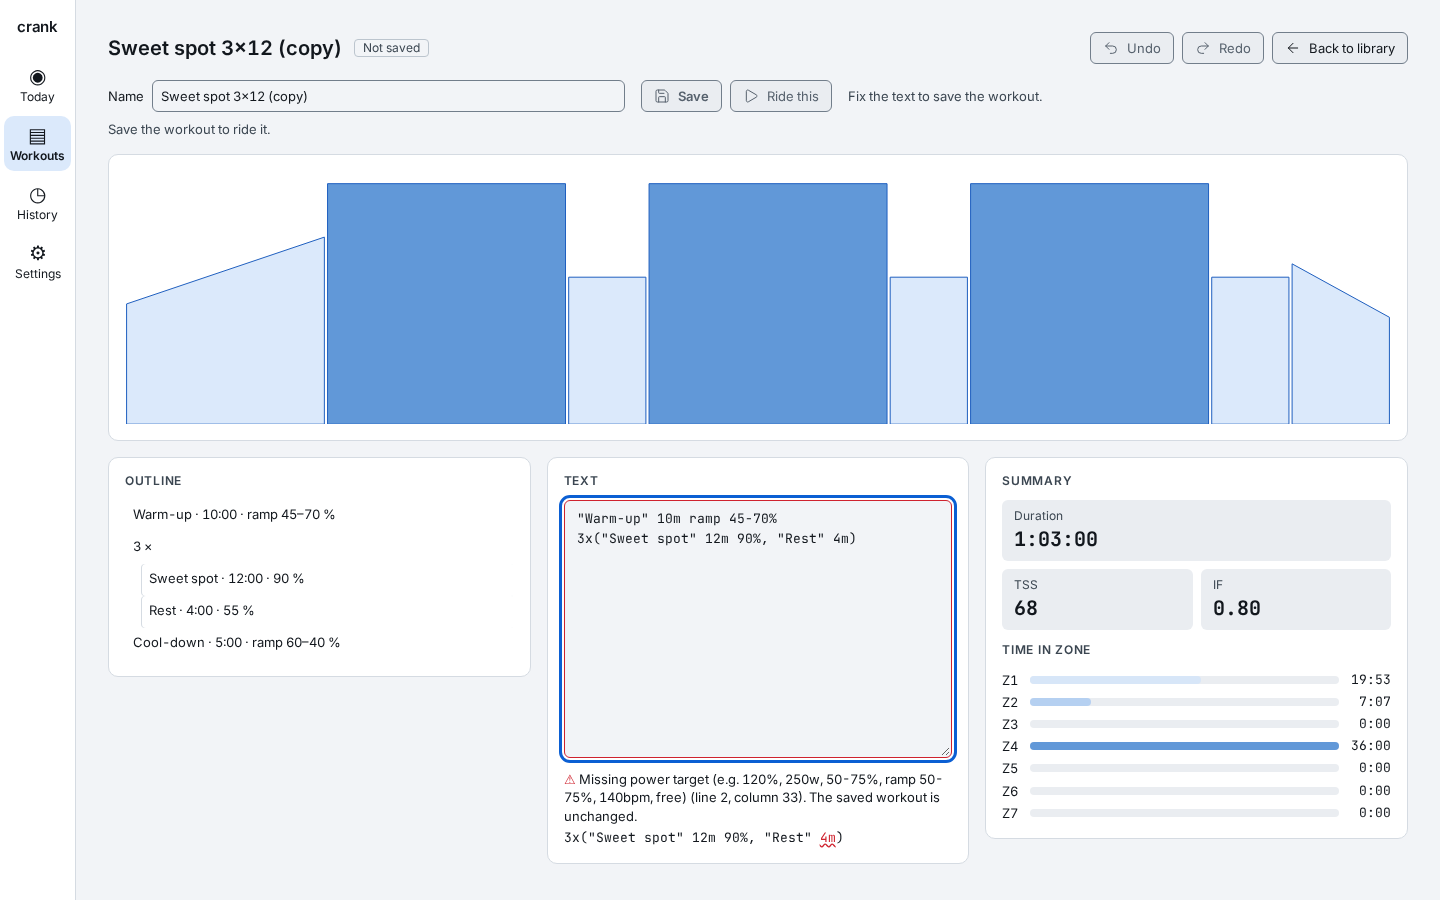 crank
Today
Workouts
History
Settings
Sweet spot 3×12 (copy)
Not saved
Undo
Redo
Back to library
Name
Sweet spot 3×12 (copy)
Save
Ride this
Fix the text to save the workout.
Save the workout to ride it.
OUTLINE
Warm-up · 10:00 · ramp 45–70 %
3 ×
Sweet spot · 12:00 · 90 %
Rest · 4:00 · 55 %
Cool-down · 5:00 · ramp 60–40 %
TEXT
"Warm-up" 10m ramp 45-70%
3x("Sweet spot" 12m 90%, "Rest" 4m)
⚠ Missing power target (e.g. 120%, 250w, 50-75%, ramp 50-
75%, 140bpm, free) (line 2, column 33). The saved workout is
unchanged.
3x("Sweet spot" 12m 90%, "Rest" 4m)
SUMMARY
Duration
1:03:00
TSS
68
IF
0.80
TIME IN ZONE
Z1 19:53
Z2 7:07
Z3 0:00
Z4 36:00
Z5 0:00
Z6 0:00
Z7 0:00